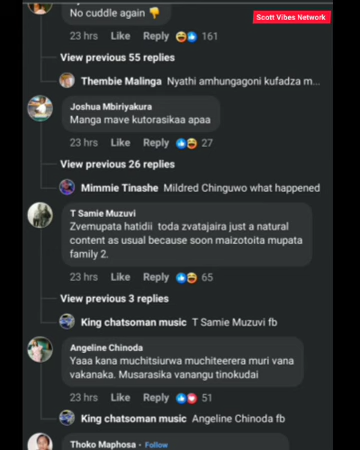 Scott Vibes Network
No cuddle again 👎
23 hrs Like Reply 161
View previous 55 replies
Thembie Malinga Nyathi amhungagoni kufadza m...
Joshua Mbiriyakura
Manga mave kutorasikaa apaa
23 hrs Like Reply 27
View previous 26 replies
Mimmie Tinashe Mildred Chinguwo what happened
T Samie Muzuvi
Zvemupata hatidii toda zvatajaira just a natural
content as usual because soon maizotoita mupata
family 2.
23 hrs Like Reply 65
View previous 3 replies
King chatsoman music T Samie Muzuvi fb
Angeline Chinoda
Yaaa kana muchitsiurwa muchiteerera muri vana
vakanaka. Musarasika vanangu tinokudai
23 hrs Like Reply 51
King chatsoman music Angeline Chinoda fb
Thoko Maphosa · Follow